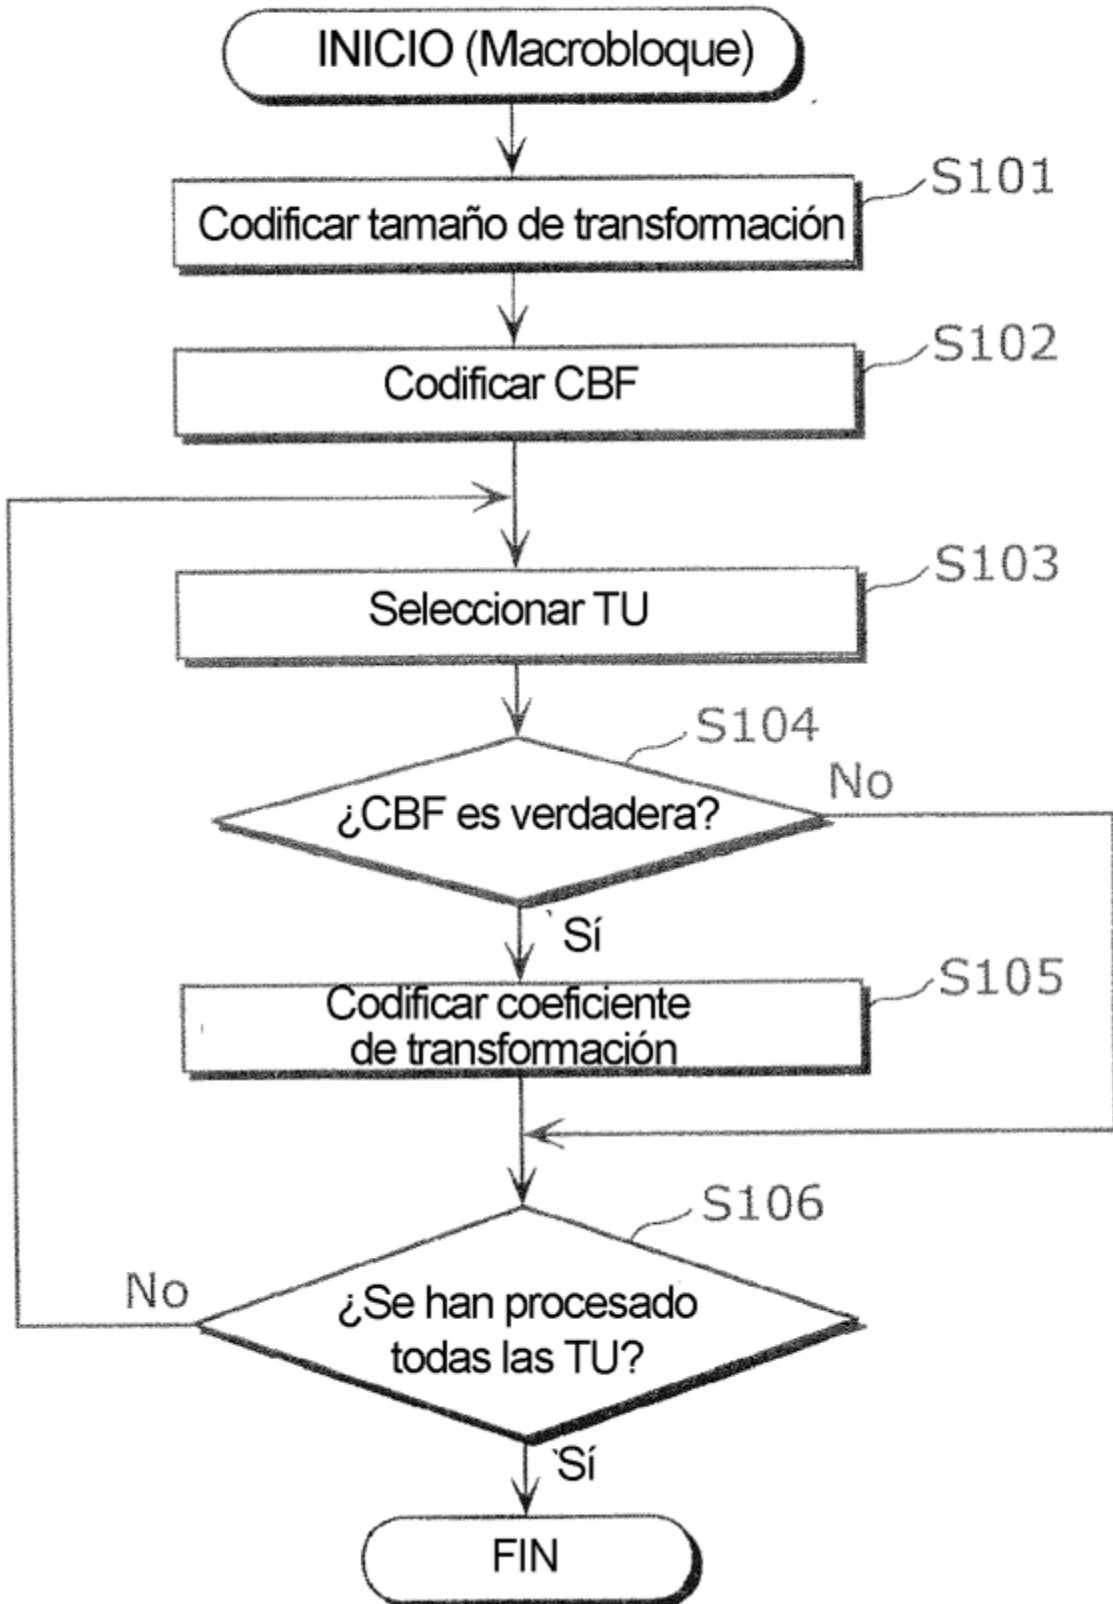 INICIO (Macrobloque)
S101
Codificar tamaño de transformación
S102
Codificar CBF
S103
Seleccionar TU
S104
No
¿CBF es verdadera?
Sí
S105
Codificar coeficiente
de transformación
S106
No
¿Se han procesado
todas las TU?
Sí
FIN